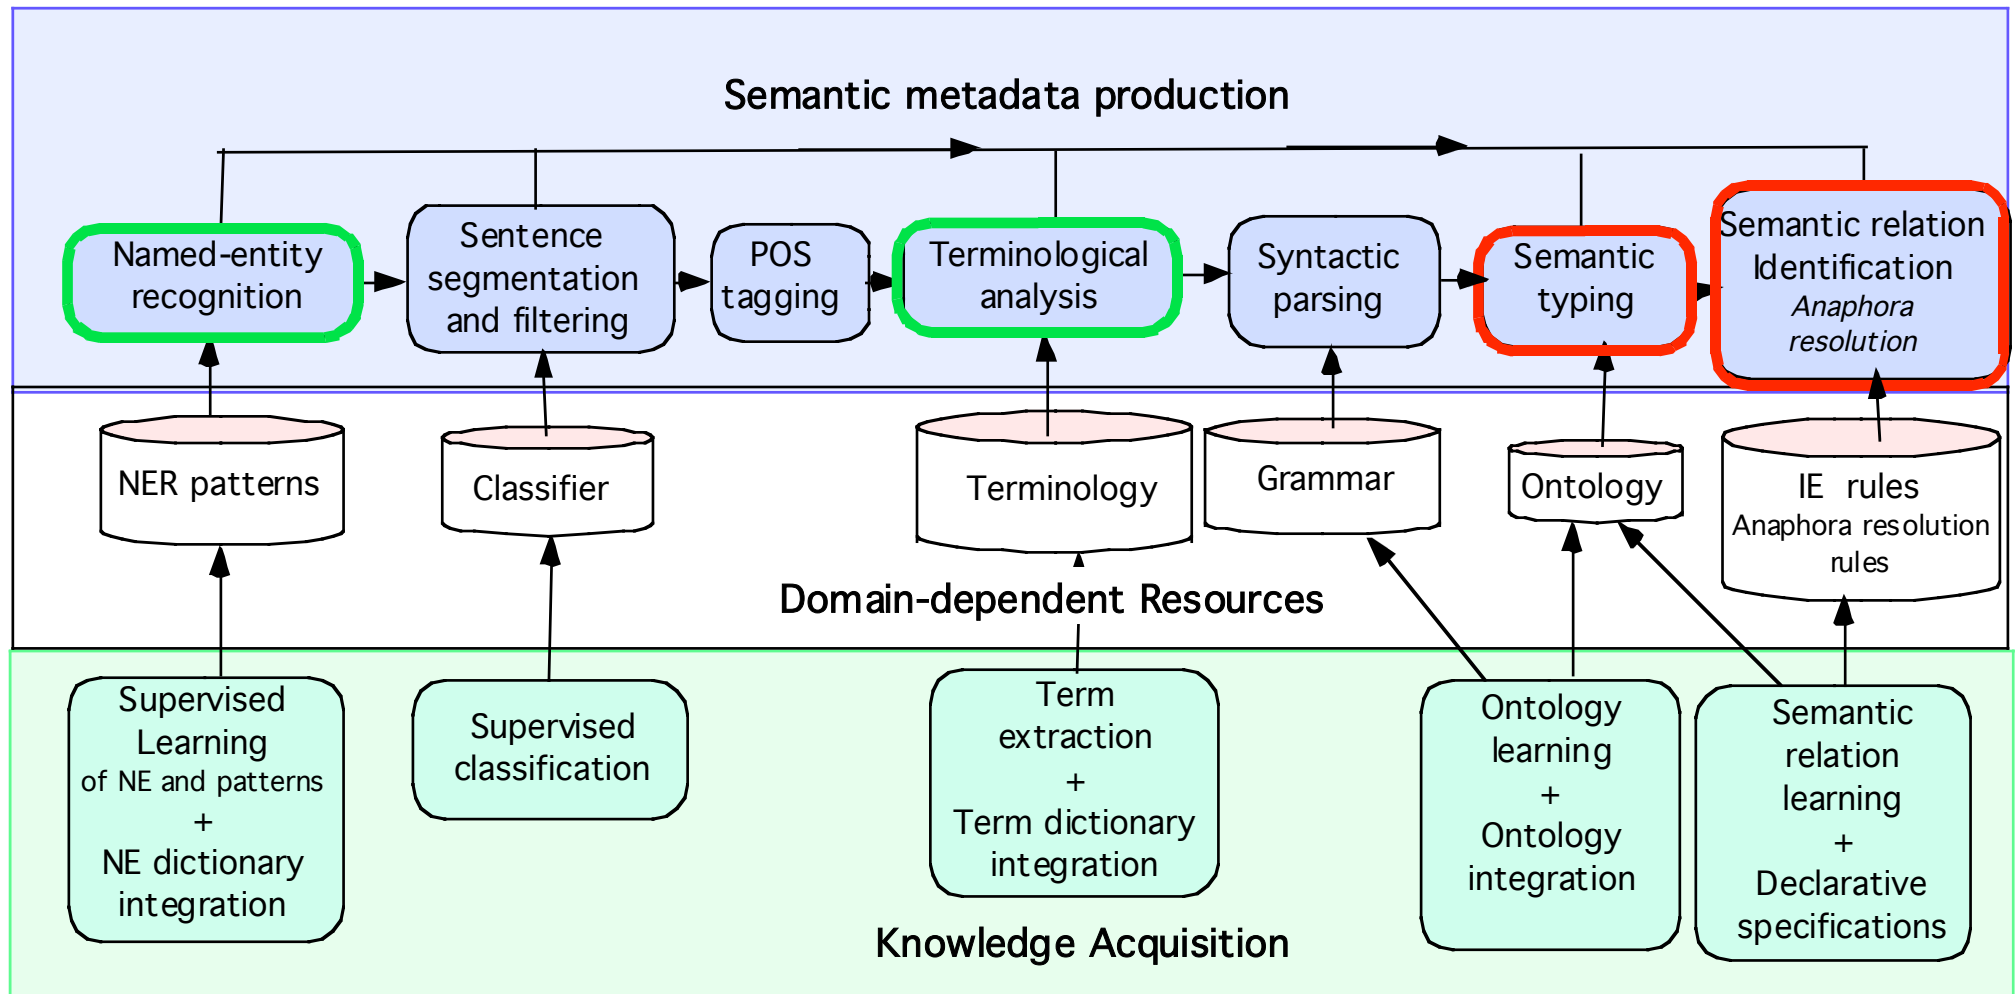 Semantic metadata production
Named-entity
recognition
Sentence
segmentation
and filtering
POS
tagging
Terminological
analysis
Syntactic
parsing
Semantic
typing
Semantic relation
Identification
Anaphora
resolution
NER patterns
Classifier
Terminology
Grammar
Ontology
IE rules
Anaphora resolution
rules
Domain-dependent Resources
Supervised
Learning
of NE and patterns
+
NE dictionary
integration
Supervised
classification
Term
extraction
+
Term dictionary
integration
Ontology
learning
+
Ontology
integration
Semantic
relation
learning
+
Declarative
specifications
Knowledge Acquisition